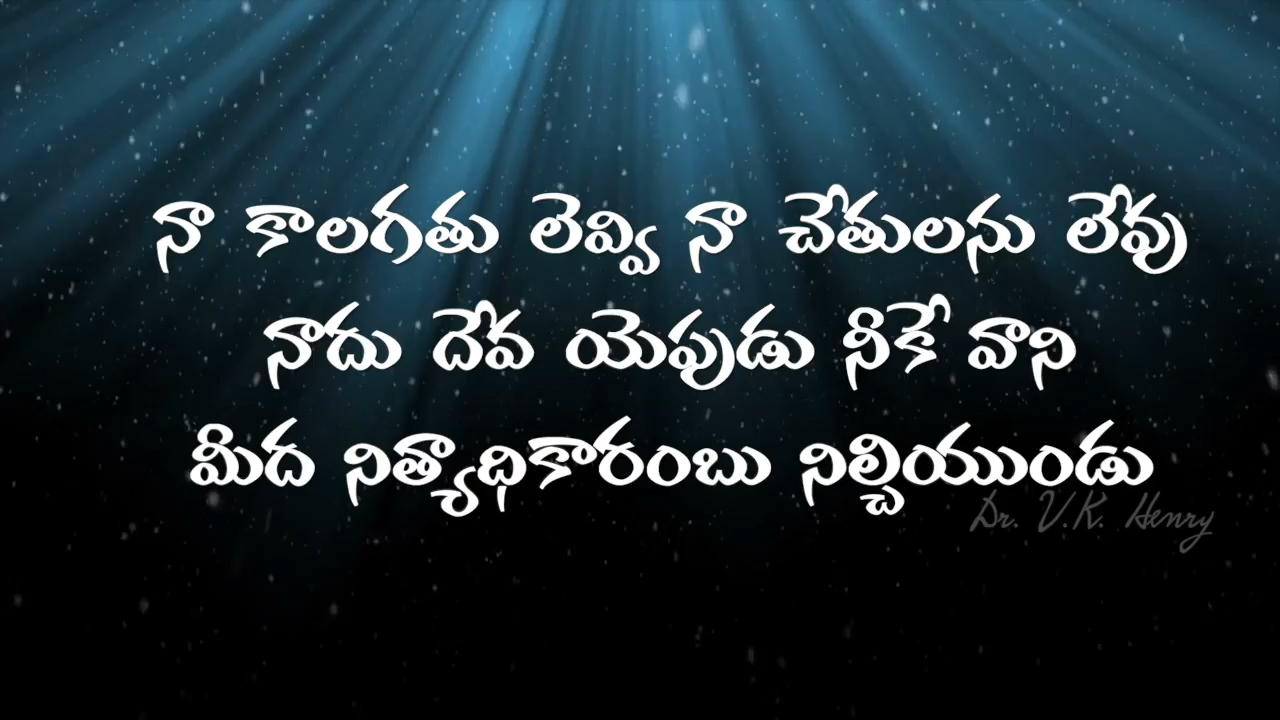 నా కాలగతు లెవ్వి నా చేతులను లేవు
నాదు దేవ యెపుడు నీకే వాని
మీద నిత్యాధికారంబు నిల్చియుండు
Dr. V.K. Henry